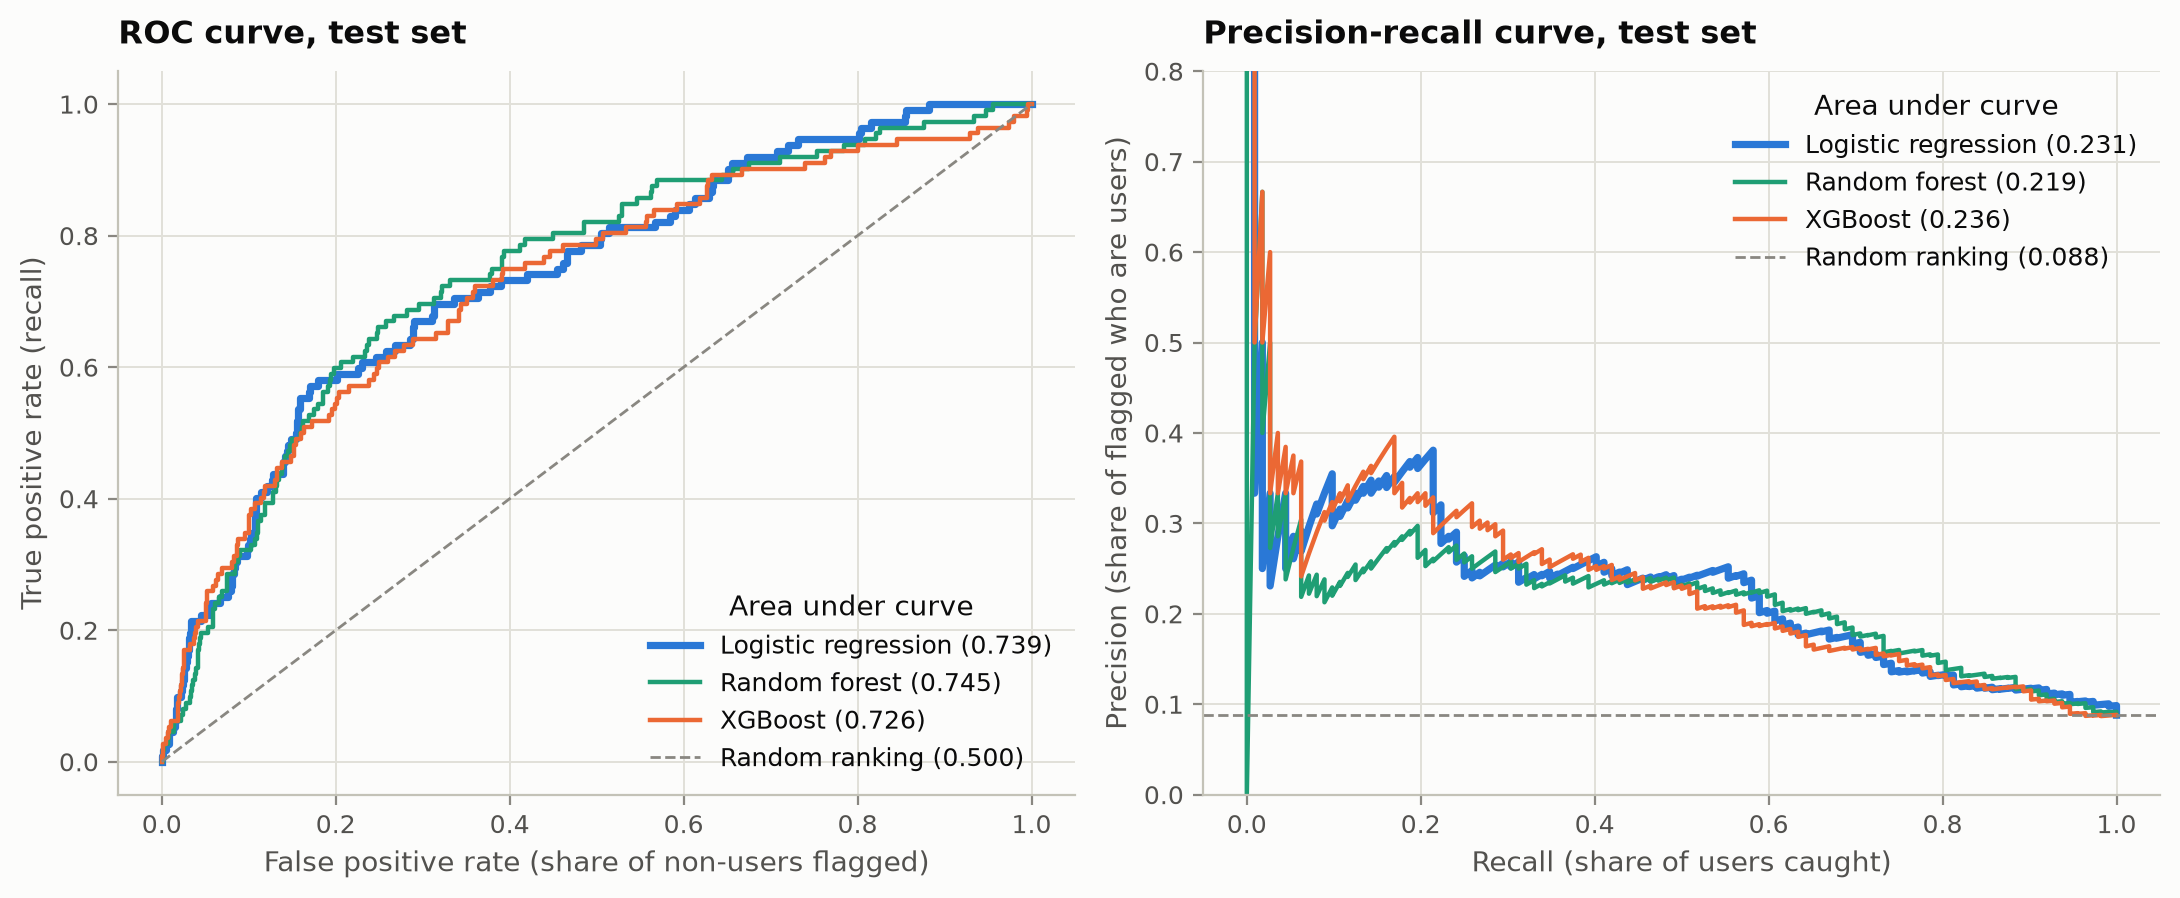 ROC curve, test set
True positive rate (recall)
1.0
0.8
0.6
0.4
0.2
0.0
Area under curve
Logistic regression (0.739)
Random forest (0.745)
XGBoost (0.726)
Random ranking (0.500)
0.0 0.2 0.4 0.6 0.8 1.0
False positive rate (share of non-users flagged)
Precision-recall curve, test set
Precision (share of flagged who are users)
0.8
0.7
0.6
0.5
0.4
0.3
0.2
0.1
0.0
Area under curve
Logistic regression (0.231)
Random forest (0.219)
XGBoost (0.236)
Random ranking (0.088)
0.0 0.2 0.4 0.6 0.8 1.0
Recall (share of users caught)